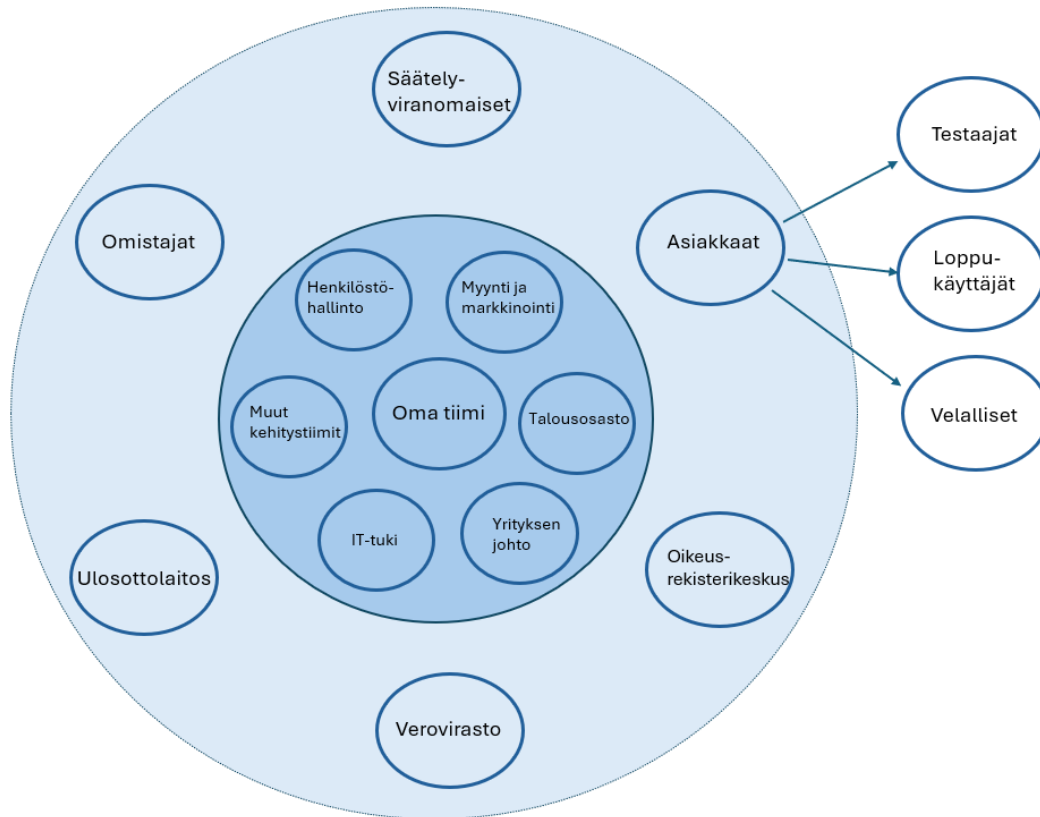 Säätely-
viranomaiset
Testaajat
Omistajat
Asiakkaat
Loppu-
käyttäjät
Henkilöstö-
hallinto
Myynti ja
markkinointi
Muut
kehitystiimit
Oma tiimi
Talousosasto
Velalliset
IT-tuki
Yrityksen
johto
Ulosottolaitos
Oikeus-
rekisterikeskus
Verovirasto